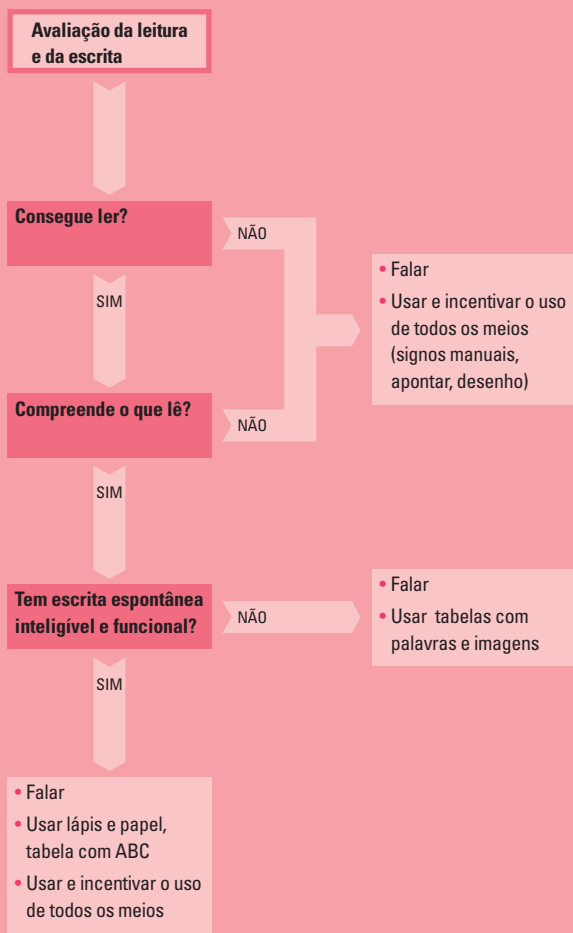 Avaliação da leitura
e da escrita
Consegue ler?
NÃO
SIM
• Falar
• Usar e incentivar o uso
de todos os meios
(signos manuais,
apontar, desenho)
Compreende o que lê?
NÃO
SIM
Tem escrita espontânea
inteligível e funcional?
NÃO
• Falar
• Usar tabelas com
palavras e imagens
SIM
• Falar
• Usar lápis e papel,
tabela com ABC
• Usar e incentivar o uso
de todos os meios